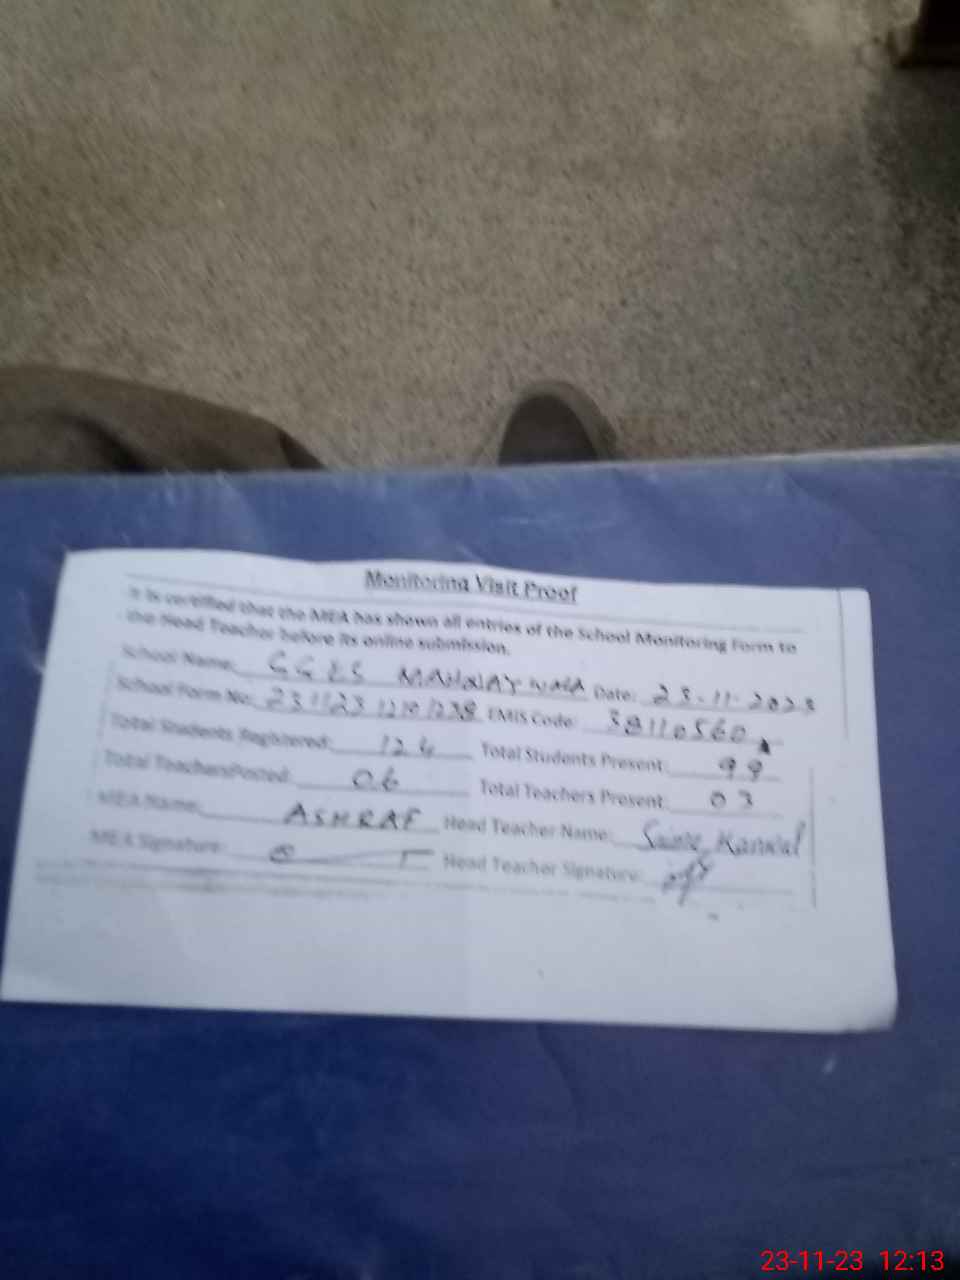 Monitoring Visit Proof
It is certified that the MEA has shown all entries of the School Monitoring Form to
the Head Teacher before its online submission.
School Name: GGES Date: 23-11-2023
School Form No: EMIS Code: 38110560
Total Students Registered: Total Students Present: 99
Total Teachers Posted: 06 Total Teachers Present: 03
MEA Name: ASHRAF Head Teacher Name: Kanwal
MEA Signature: Head Teacher Signature:
23-11-23 12:13